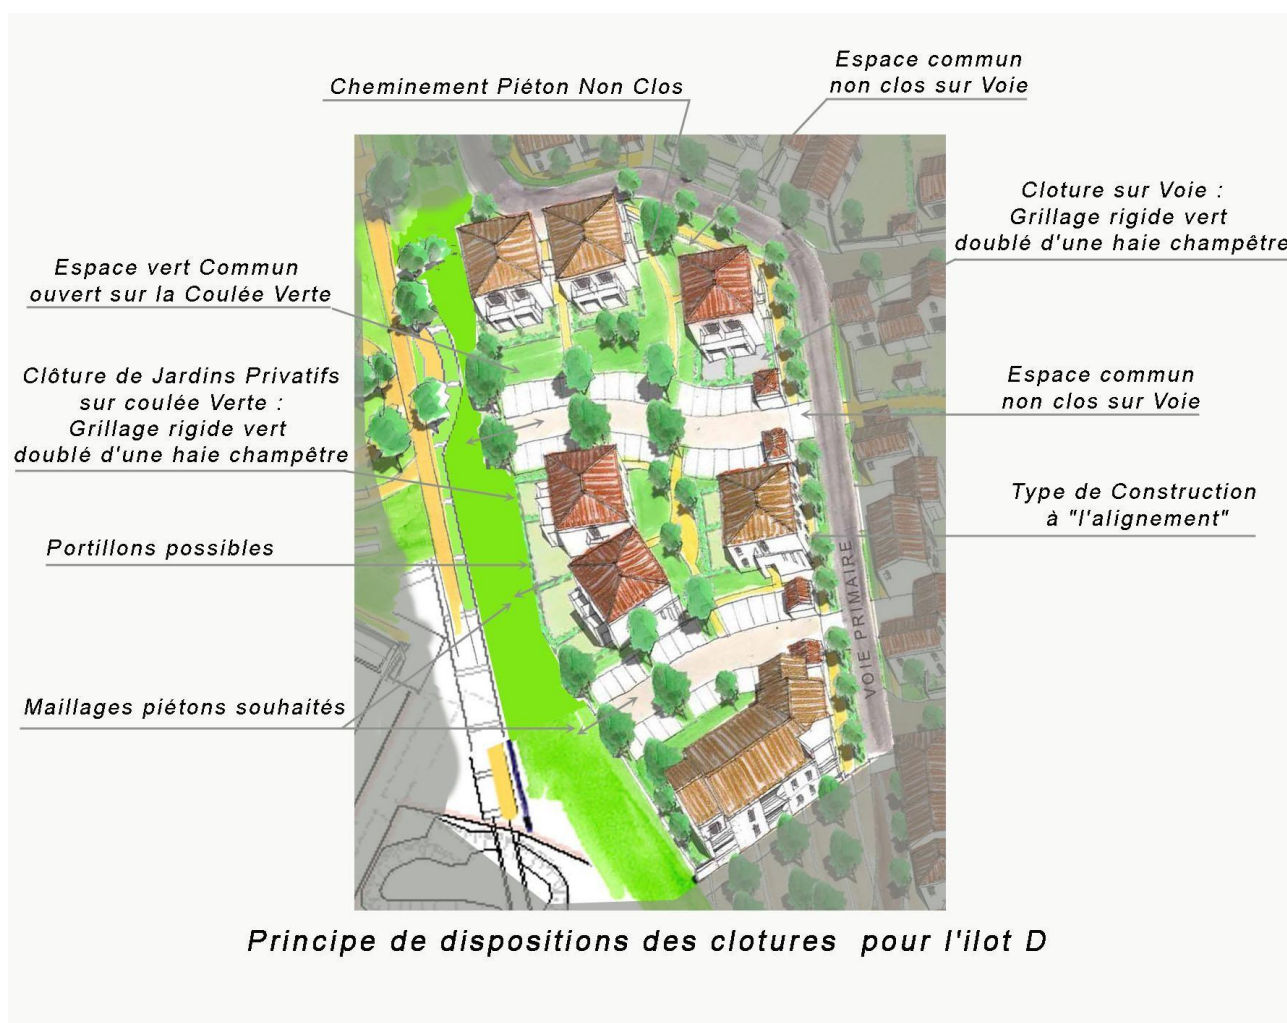 Cheminement Piéton Non Clos
Espace commun
non clos sur Voie
Cloture sur Voie :
Grillage rigide vert
doublé d'une haie champêtre
Espace vert Commun
ouvert sur la Coulée Verte
Clôture de Jardins Privatifs
sur coulée Verte :
Grillage rigide vert
doublé d'une haie champêtre
Espace commun
non clos sur Voie
Type de Construction
à "l'alignement"
Portillons possibles
VOIE PRIMAIRE
Maillages piétons souhaités
Principe de dispositions des clotures pour l'ilot D